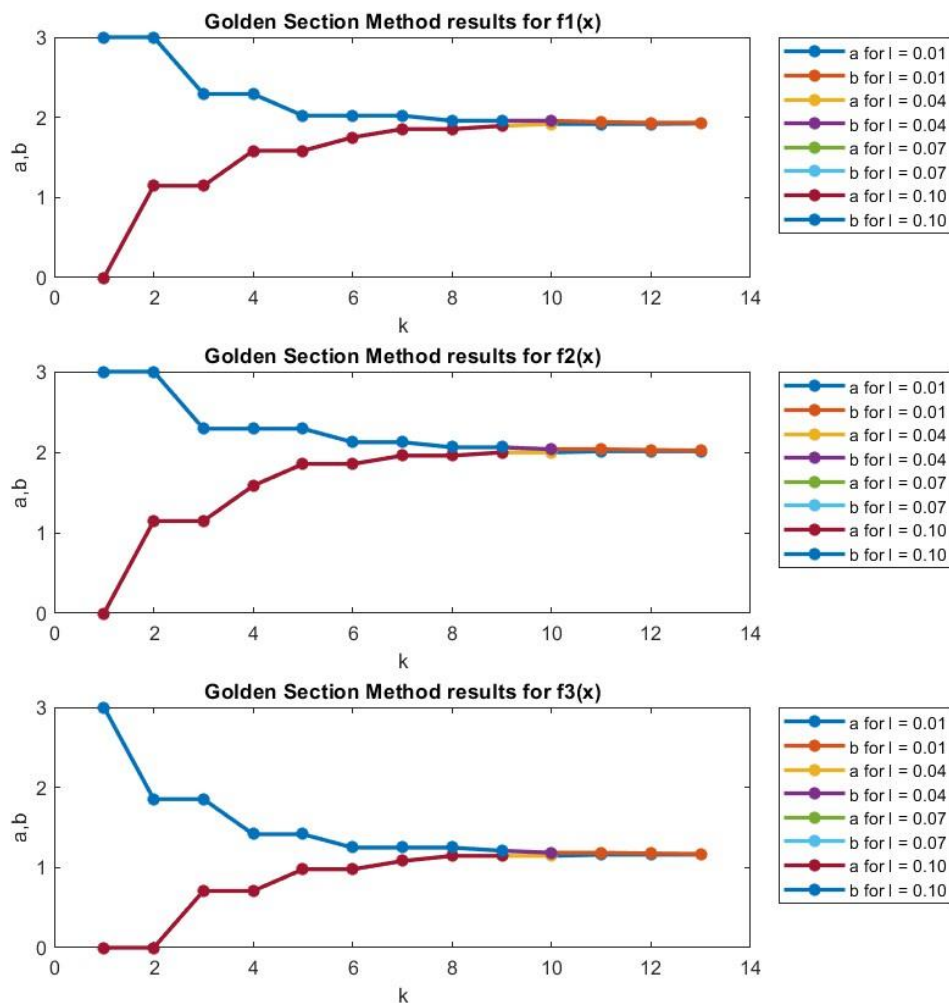 Golden Section Method results for f1(x)
3
2
1
0
a,b
0 2 4 6 8 10 12 14
k
a for l = 0.01
b for l = 0.01
a for l = 0.04
b for l = 0.04
a for l = 0.07
b for l = 0.07
a for l = 0.10
b for l = 0.10
Golden Section Method results for f2(x)
3
2
1
0
a,b
0 2 4 6 8 10 12 14
k
a for l = 0.01
b for l = 0.01
a for l = 0.04
b for l = 0.04
a for l = 0.07
b for l = 0.07
a for l = 0.10
b for l = 0.10
Golden Section Method results for f3(x)
3
2
1
0
a,b
0 2 4 6 8 10 12 14
k
a for l = 0.01
b for l = 0.01
a for l = 0.04
b for l = 0.04
a for l = 0.07
b for l = 0.07
a for l = 0.10
b for l = 0.10